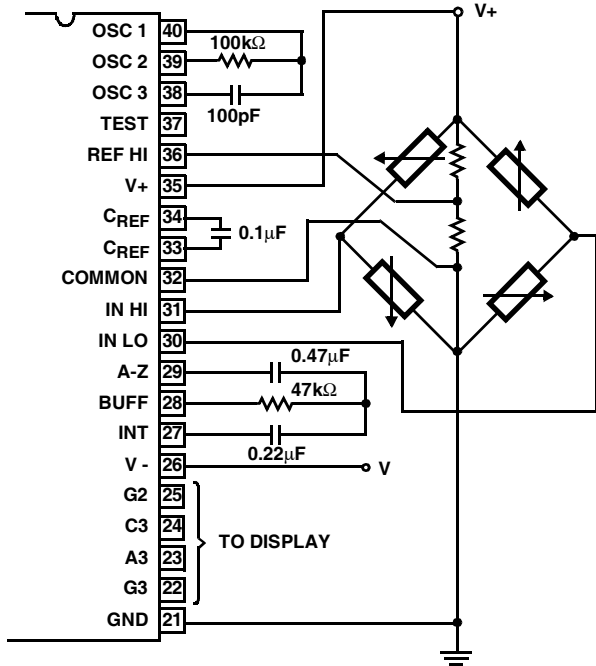 V+
OSC 1 40
100kΩ
OSC 2 39
OSC 3 38
100pF
TEST 37
REF HI 36
V+ 35
CREF 34
0.1µF
CREF 33
COMMON 32
IN HI 31
IN LO 30
0.47µF
A-Z 29
47kΩ
BUFF 28
INT 27
0.22µF
V - 26
V
G2 25
C3 24
TO DISPLAY
A3 23
G3 22
GND 21